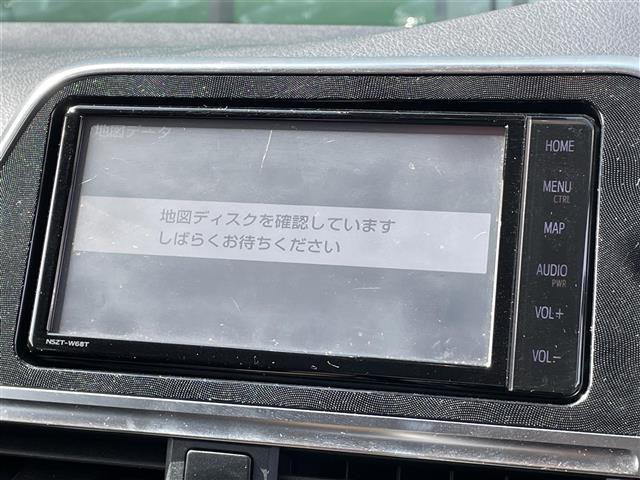 地図データ
地図ディスクを確認しています
しばらくお待ちください
NSZT-W68T
HOME
MENU
CTRL
MAP
AUDIO
PWR
VOL+
VOL-